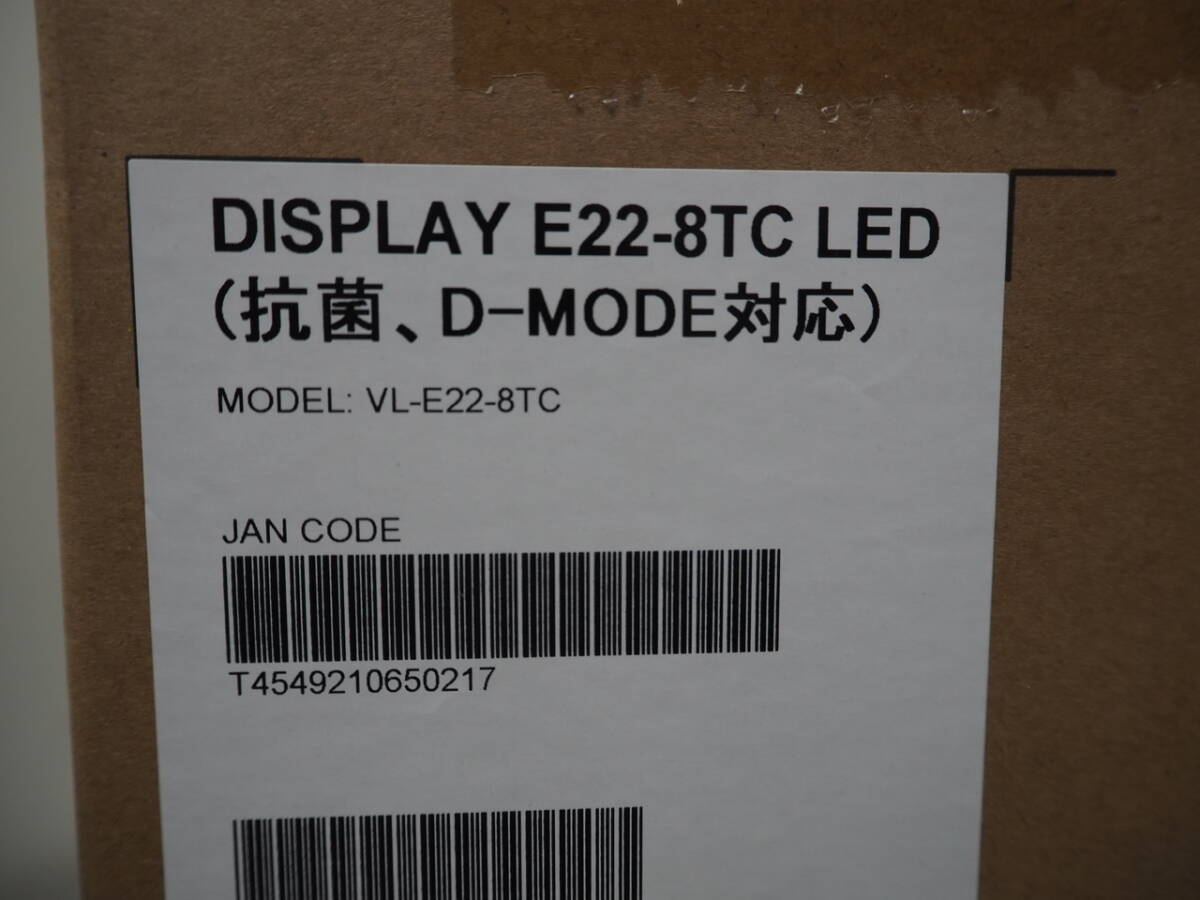 DISPLAY E22-8TC LED
(抗菌、D-MODE対応)
MODEL: VL-E22-8TC
JAN CODE
T4549210650217